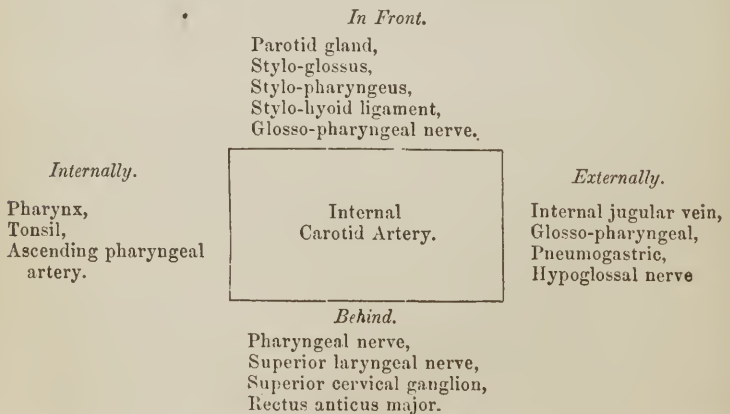 In Front.
Parotid gland,
Stylo-glossus,
Stylo-pharyngeus,
Stylo-hyoid ligament,
Glosso-pharyngeal nerve.
Internally.
Pharynx,
Tonsil,
Ascending pharyngeal
artery.
Internal
Carotid Artery.
Externally.
Internal jugular vein,
Glosso-pharyngeal,
Pneumogastric,
Hypoglossal nerve
Behind.
Pharyngeal nerve,
Superior laryngeal nerve,
Superior cervical ganglion,
Rectus anticus major.